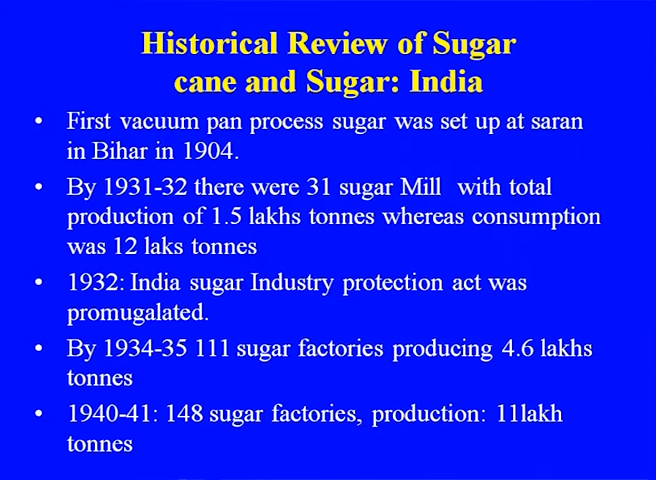 Historical Review of Sugar
cane and Sugar: India
• First vacuum pan process sugar was set up at saran
in Bihar in 1904.
• By 1931-32 there were 31 sugar Mill with total
production of 1.5 lakhs tonnes whereas consumption
was 12 laks tonnes
• 1932: India sugar Industry protection act was
promugalated.
• By 1934-35 111 sugar factories producing 4.6 lakhs
tonnes
• 1940-41: 148 sugar factories, production: 11lakh
tonnes